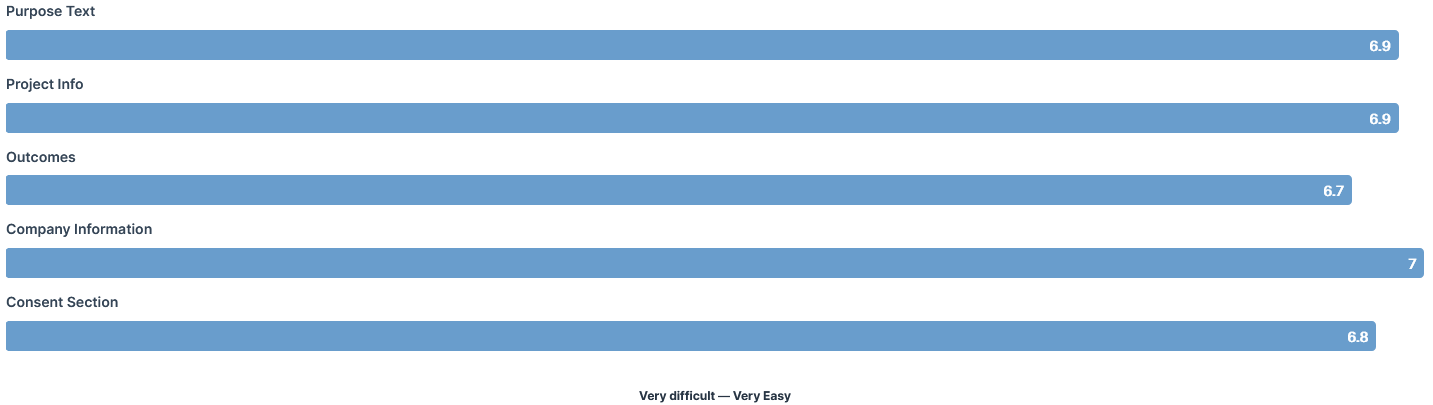 Purpose Text
6.9
Project Info
6.9
Outcomes
6.7
Company Information
7
Consent Section
6.8
Very difficult — Very Easy